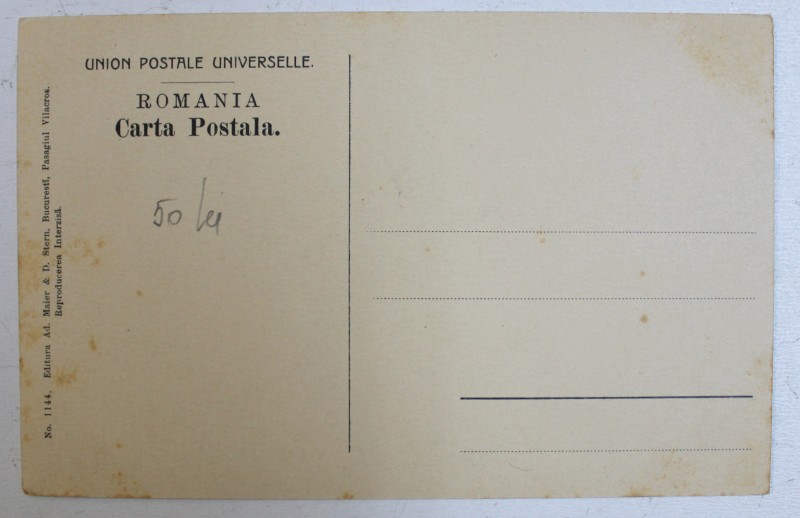 UNION POSTALE UNIVERSELLE.
ROMANIA
Carta Postala.
50 lei
No. 1144. Editura Ad. Maier & D. Stern, Bucuresti, Pasagiul Vilacros.
Reproducerea Interzisă.